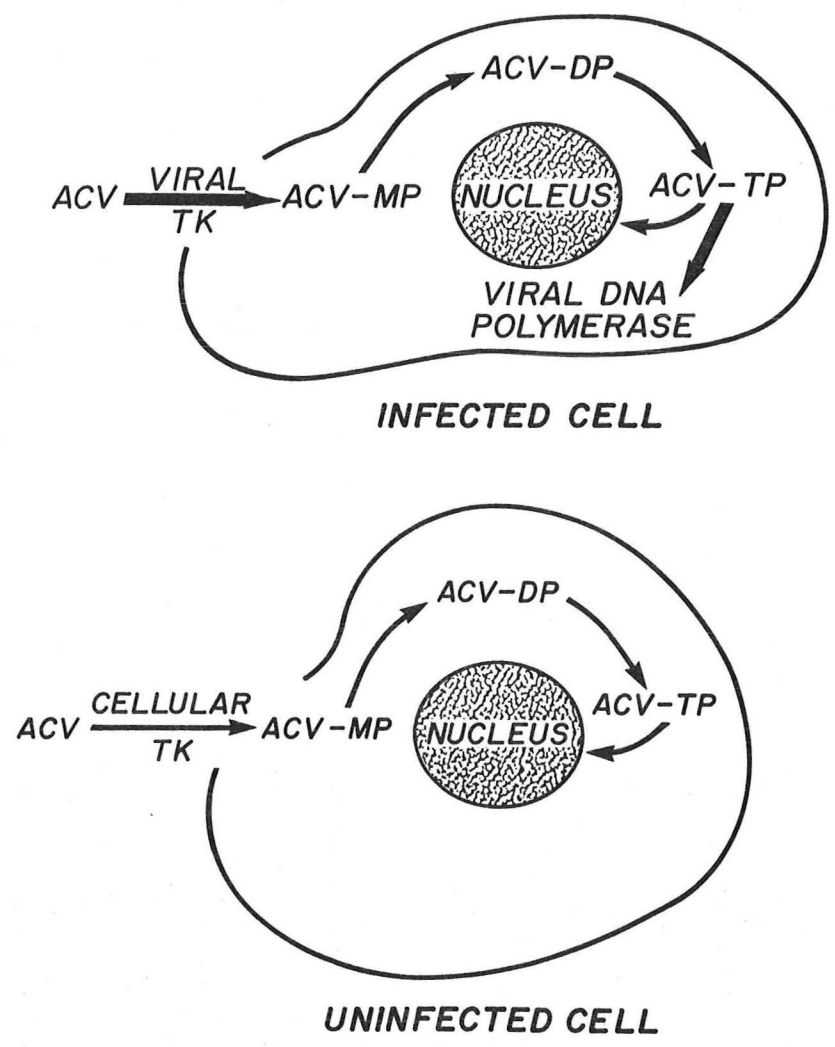 ACV-DP
ACV VIRAL TK ACV-MP
NUCLEUS
ACV-TP
VIRAL DNA
POLYMERASE
INFECTED CELL
ACV-DP
ACV CELLULAR TK ACV-MP
NUCLEUS
ACV-TP
UNINFECTED CELL